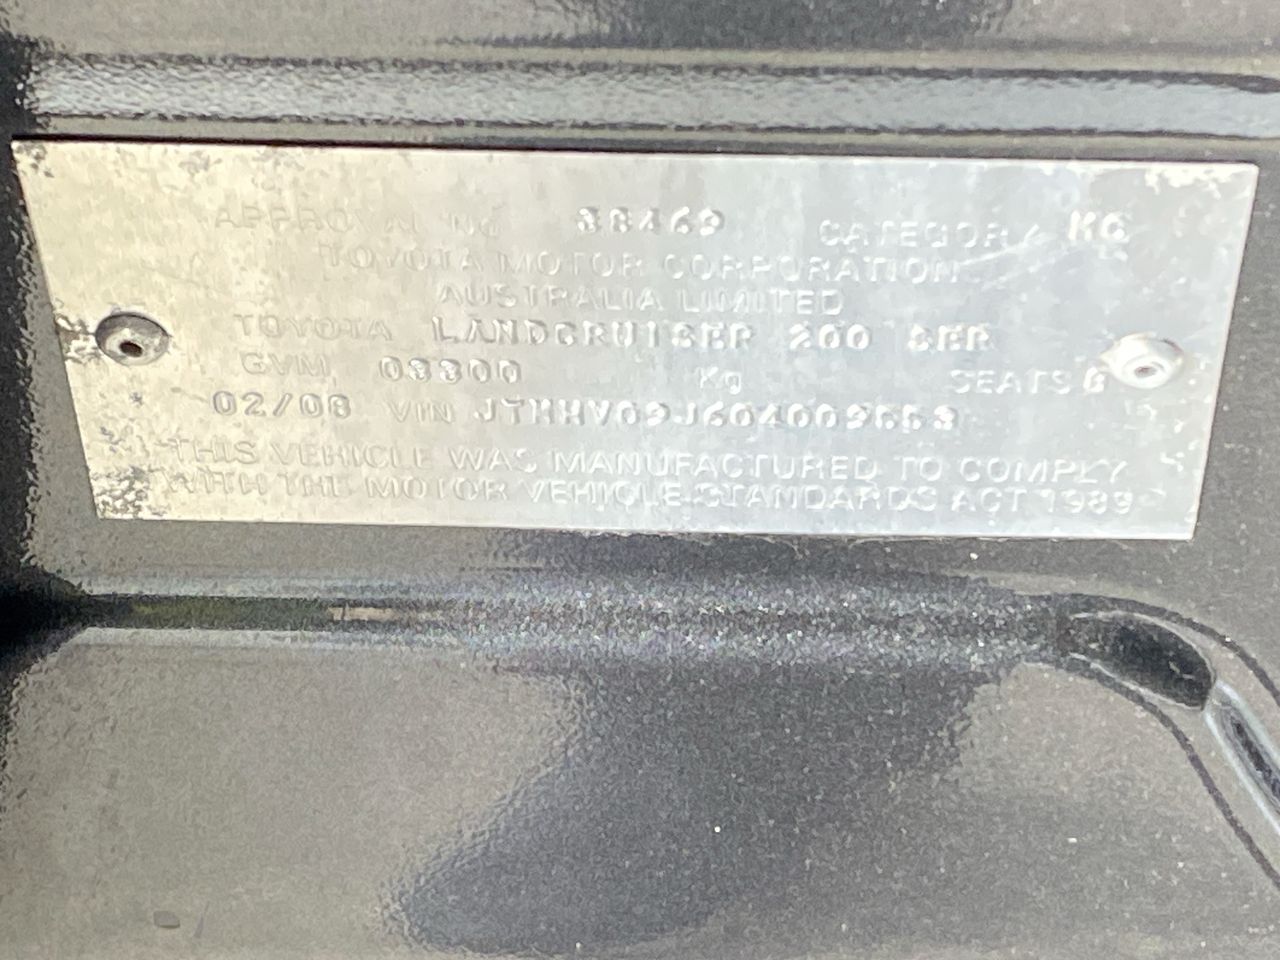 APPROVAL NO 38469 CATEGORY MC
TOYOTA MOTOR CORPORATION
AUSTRALIA LIMITED
TOYOTA LANDCRUISER 200 SER
GVM 03300 Kg SEATS 8
02/08 VIN
THIS VEHICLE WAS MANUFACTURED TO COMPLY
WITH THE MOTOR VEHICLE STANDARDS ACT 1989